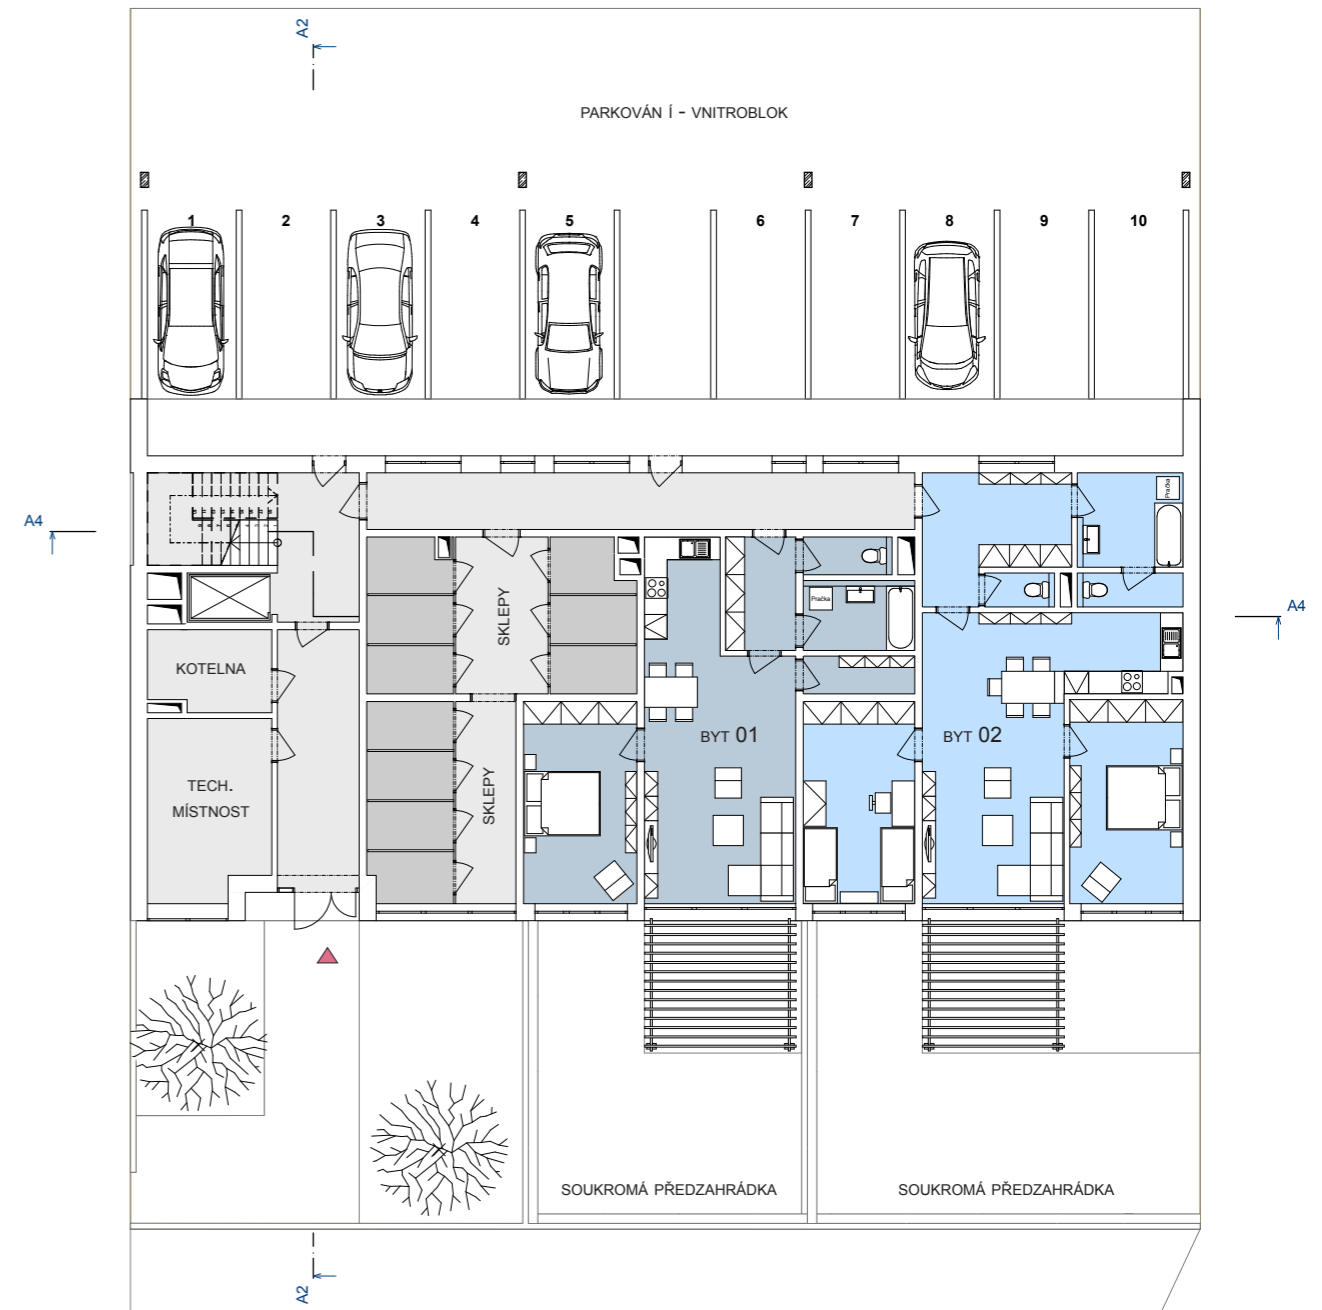 A2
PARKOVÁN Í - VNITROBLOK
1 2 3 4 5 6 7 8 9 10
A4
Pračka
SKLEPY
Pračka
A4
KOTELNA
BYT 01
BYT 02
TECH.
MÍSTNOST
SKLEPY
SOUKROMÁ PŘEDZAHRÁDKA
SOUKROMÁ PŘEDZAHRÁDKA
A2